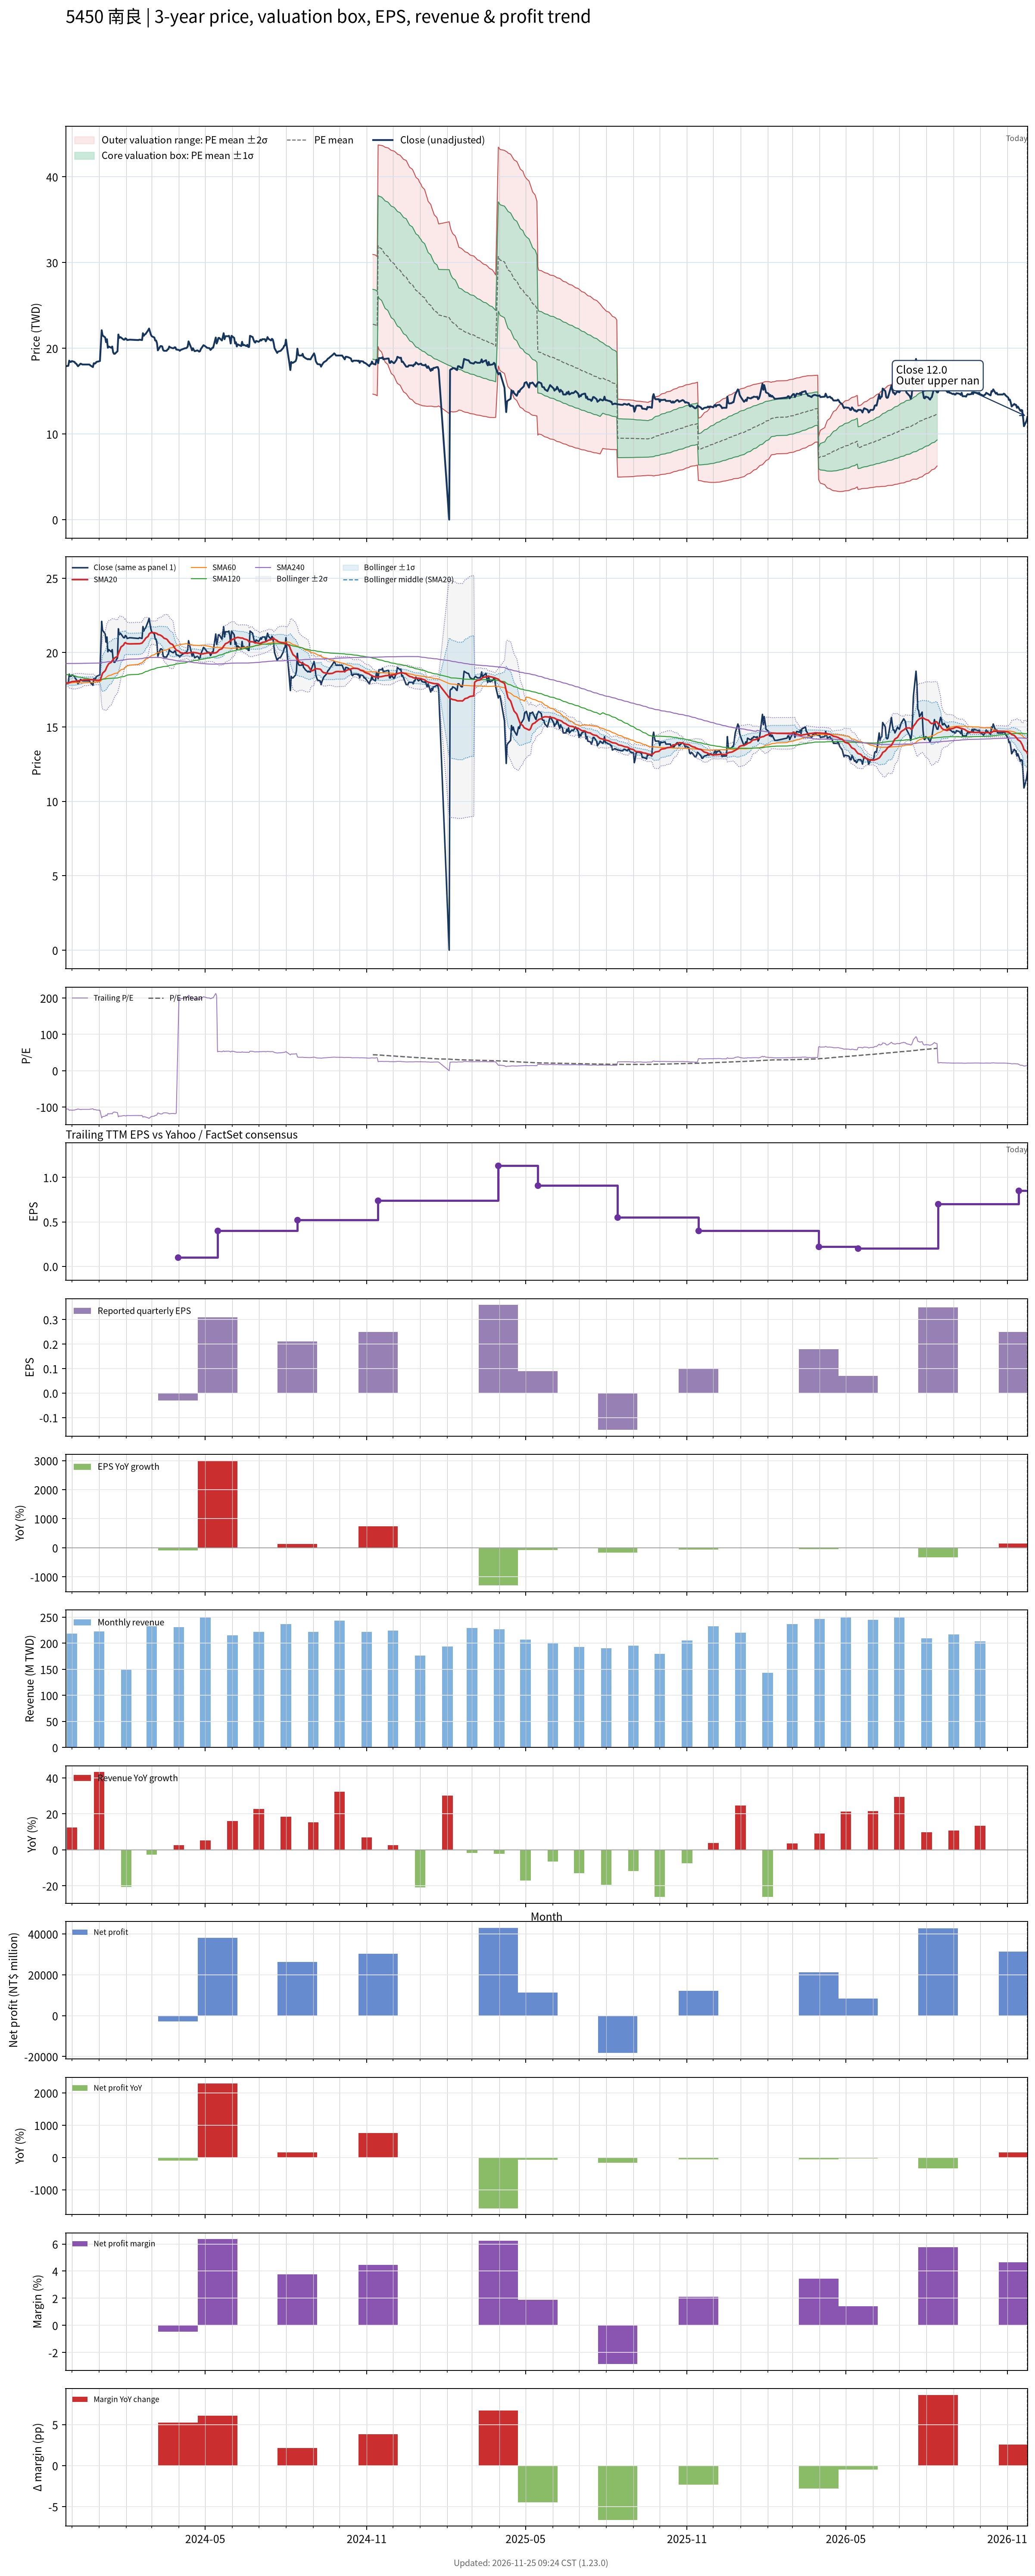 5450 南良 | 3-year price, valuation box, EPS, revenue & profit trend
Outer valuation range: PE mean ±2σ
PE mean
Close (unadjusted)
Core valuation box: PE mean ±1σ
Today
Price (TWD)
40
30
20
10
0
Close 12.0
Outer upper nan
Close (same as panel 1)
SMA20
SMA60
SMA120
SMA240
Bollinger ±2σ
Bollinger ±1σ
Bollinger middle (SMA20)
Price
25
20
15
10
5
0
Trailing P/E
P/E mean
P/E
200
100
0
-100
Trailing TTM EPS vs Yahoo / FactSet consensus
Today
EPS
1.0
0.5
0.0
Reported quarterly EPS
EPS
0.3
0.2
0.1
0.0
-0.1
EPS YoY growth
YoY (%)
3000
2000
1000
0
-1000
Monthly revenue
Revenue (M TWD)
250
200
150
100
50
0
Revenue YoY growth
YoY (%)
40
20
0
-20
Month
Net profit
Net profit (NT$ million)
40000
20000
0
-20000
Net profit YoY
YoY (%)
2000
1000
0
-1000
Net profit margin
Margin (%)
6
4
2
0
-2
Margin YoY change
Δ margin (pp)
5
0
-5
2024-05
2024-11
2025-05
2025-11
2026-05
2026-11
Updated: 2026-11-25 09:24 CST (1.23.0)